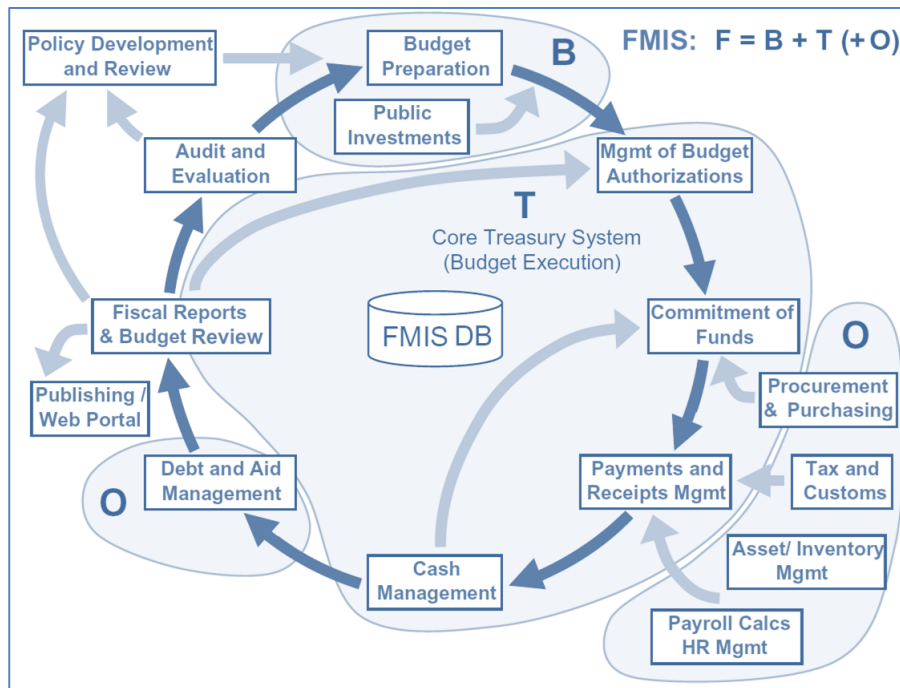 FMIS: F = B + T (+ O)
Policy Development
and Review
Budget
Preparation
B
Public
Investments
Audit and
Evaluation
Mgmt of Budget
Authorizations
T
Core Treasury System
(Budget Execution)
Fiscal Reports
& Budget Review
FMIS DB
Commitment of
Funds
O
Publishing /
Web Portal
Procurement
& Purchasing
Debt and Aid
Management
O
Payments and
Receipts Mgmt
Tax and
Customs
Asset/ Inventory
Mgmt
Cash
Management
Payroll Calcs
HR Mgmt